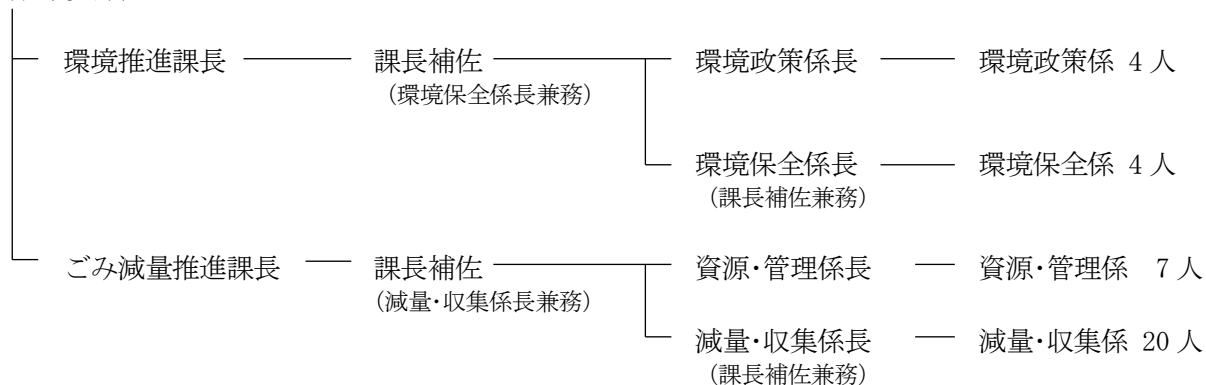 環境推進課長 課長補佐 環境政策係長 環境政策係 4人
(環境保全係長兼務)
環境保全係長 環境保全係 4人
(課長補佐兼務)
ごみ減量推進課長 課長補佐 資源・管理係長 資源・管理係 7人
(減量・収集係長兼務)
減量・収集係長 減量・収集係 20人
(課長補佐兼務)